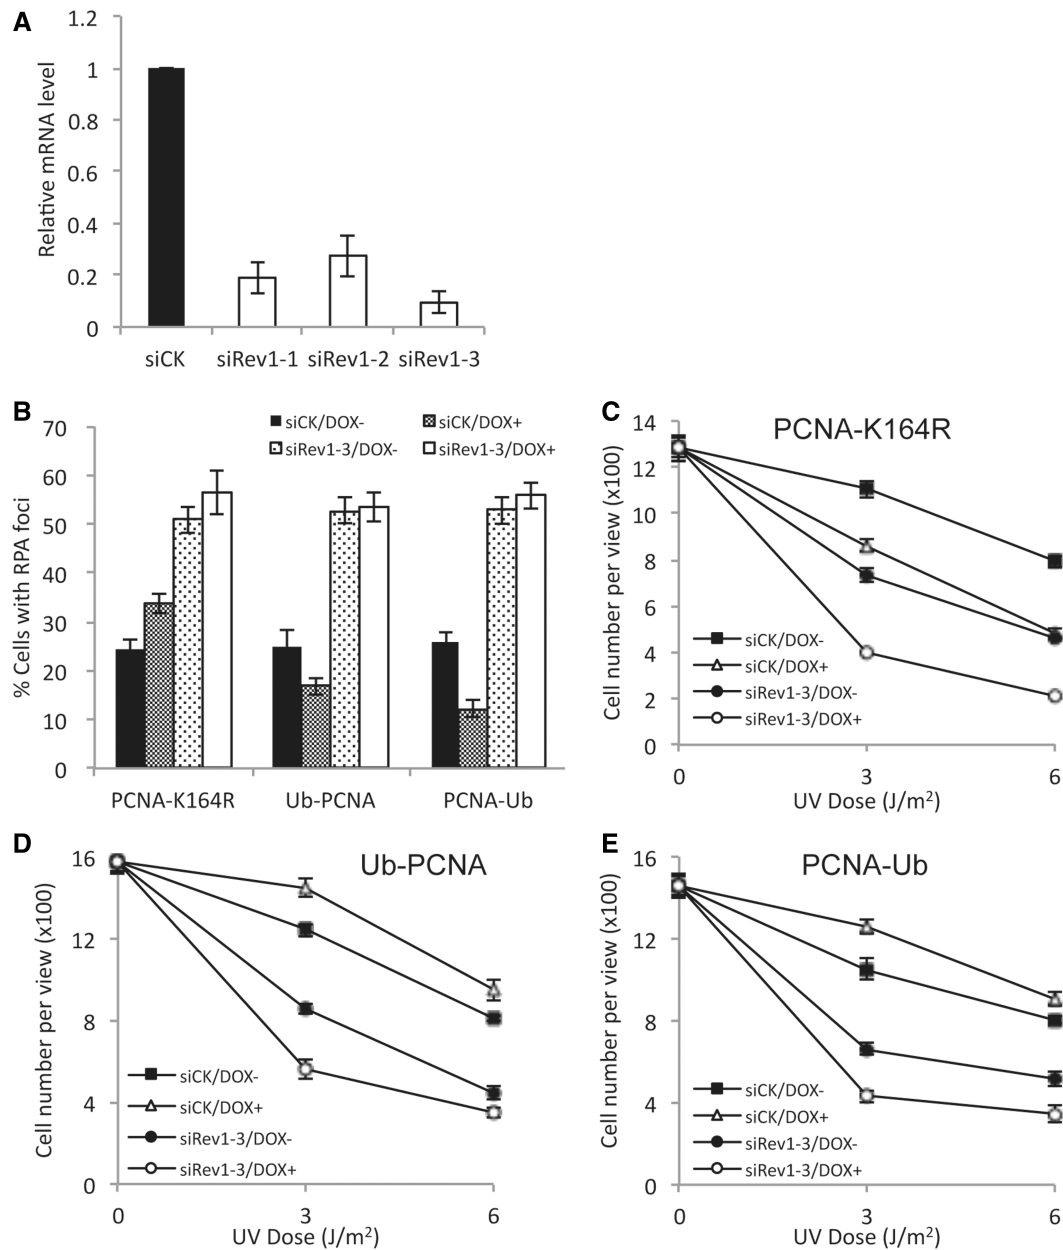 A
Relative mRNA level
1.2
1
0.8
0.6
0.4
0.2
0
siCK siRev1-1 siRev1-2 siRev1-3
B
% Cells with RPA foci
siCK/DOX- siCK/DOX+
siRev1-3/DOX- siRev1-3/DOX+
70
60
50
40
30
20
10
0
PCNA-K164R Ub-PCNA PCNA-Ub
C
PCNA-K164R
Cell number per view (x100)
14
12
10
8
6
4
2
0
siCK/DOX-
siCK/DOX+
siRev1-3/DOX-
siRev1-3/DOX+
0 3 6
UV Dose (J/m²)
D
Ub-PCNA
Cell number per view (x100)
16
12
8
4
0
siCK/DOX-
siCK/DOX+
siRev1-3/DOX-
siRev1-3/DOX+
0 3 6
UV Dose (J/m²)
E
PCNA-Ub
Cell number per view (x100)
16
12
8
4
0
siCK/DOX-
siCK/DOX+
siRev1-3/DOX-
siRev1-3/DOX+
0 3 6
UV Dose (J/m²)